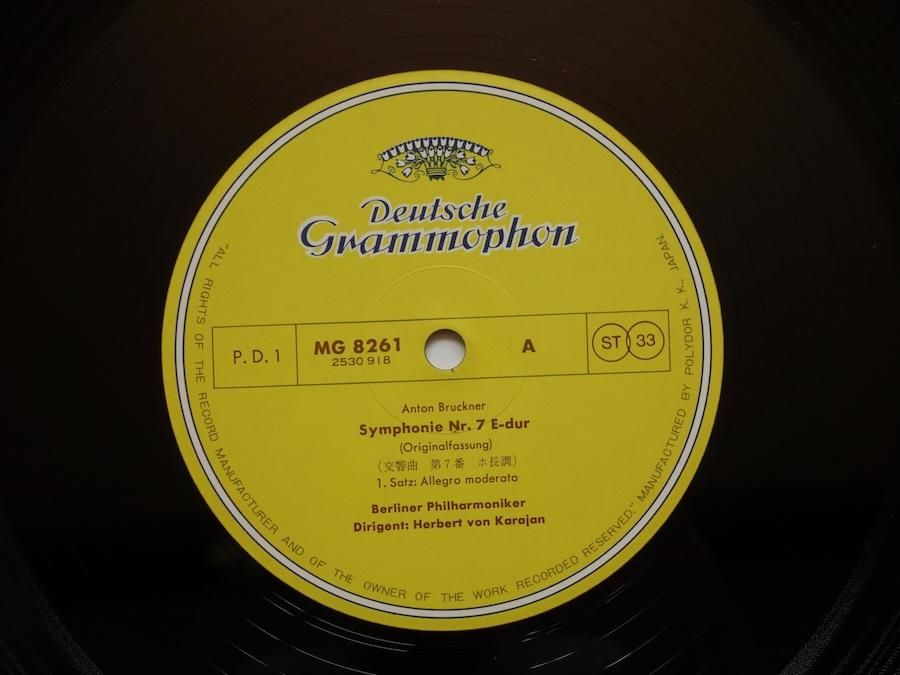 Deutsche
Grammophon
P.D.1
MG 8261
2530 918
A
ST 33
Anton Bruckner
Symphonie Nr. 7 E-dur
(Originalfassung)
(交響曲 第7番 ホ長調)
1. Satz: Allegro moderato
Berliner Philharmoniker
Dirigent: Herbert von Karajan
"ALL RIGHTS OF THE RECORD MANUFACTURER AND OF THE OWNER OF THE WORK RECORDED RESERVED." MANUFACTURED BY POLYDOR K.K. JAPAN.